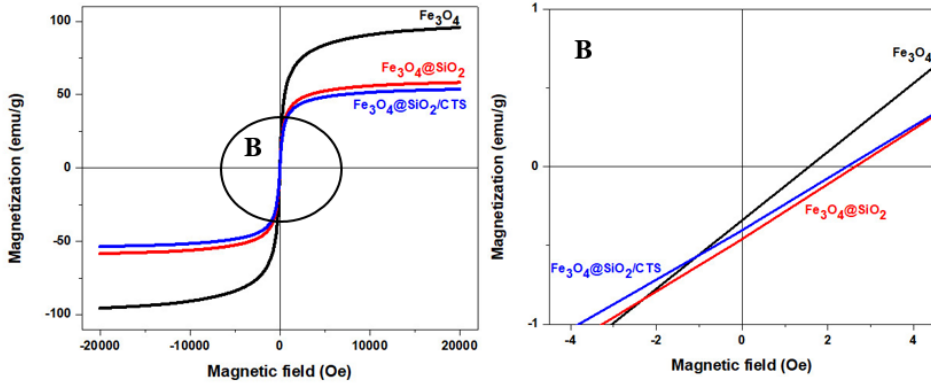 Magnetization (emu/g)
100
50
0
-50
-100
Fe₃O₄
Fe₃O₄@SiO₂
Fe₃O₄@SiO₂/CTS
B
-20000 -10000 0 10000 20000
Magnetic field (Oe)
Magnetization (emu/g)
1
0
-1
B
Fe₃O₄
Fe₃O₄@SiO₂
Fe₃O₄@SiO₂/CTS
-4 -2 0 2 4
Magnetic field (Oe)